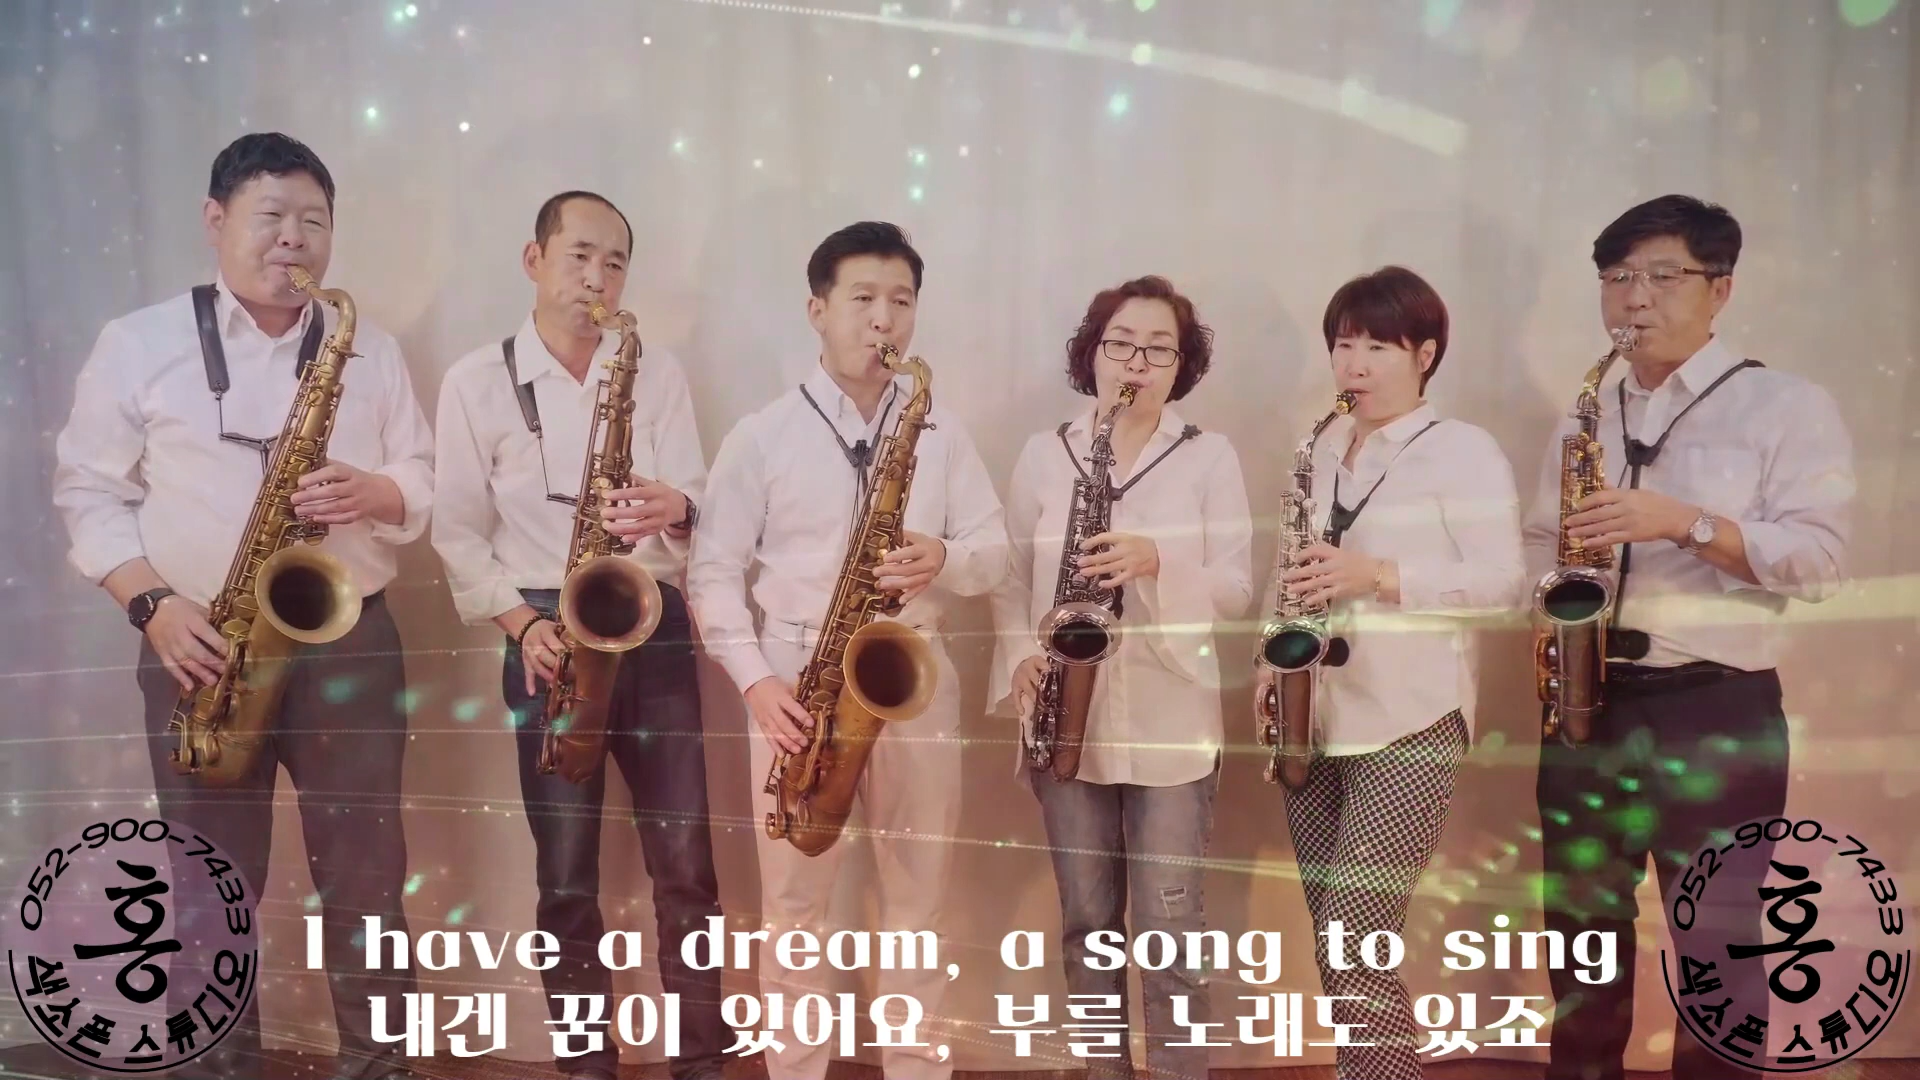 I have a dream, a song to sing
내겐 꿈이 있어요, 부를 노래도 있죠
052-900-7433
홍
색소폰 스튜디오
052-900-7433
홍
색소폰 스튜디오